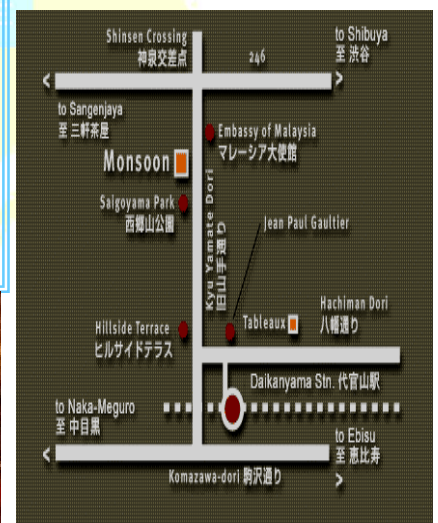 Shinsen Crossing
神泉交差点
246
to Shibuya
至 渋谷
<
>
to Sangenjaya
至 三軒茶屋
Embassy of Malaysia
マレーシア大使館
Monsoon
Saigoyama Park
西郷山公園
Kyu Yamate Dori
旧山手通り
Jean Paul Gaultier
Hachiman Dori
八幡通り
Tableaux
Hillside Terrace
ヒルサイドテラス
Daikanyama Stn. 代官山駅
to Naka-Meguro
至 中目黒
to Ebisu
至 恵比寿
<
>
Komazawa-dori 駒沢通り